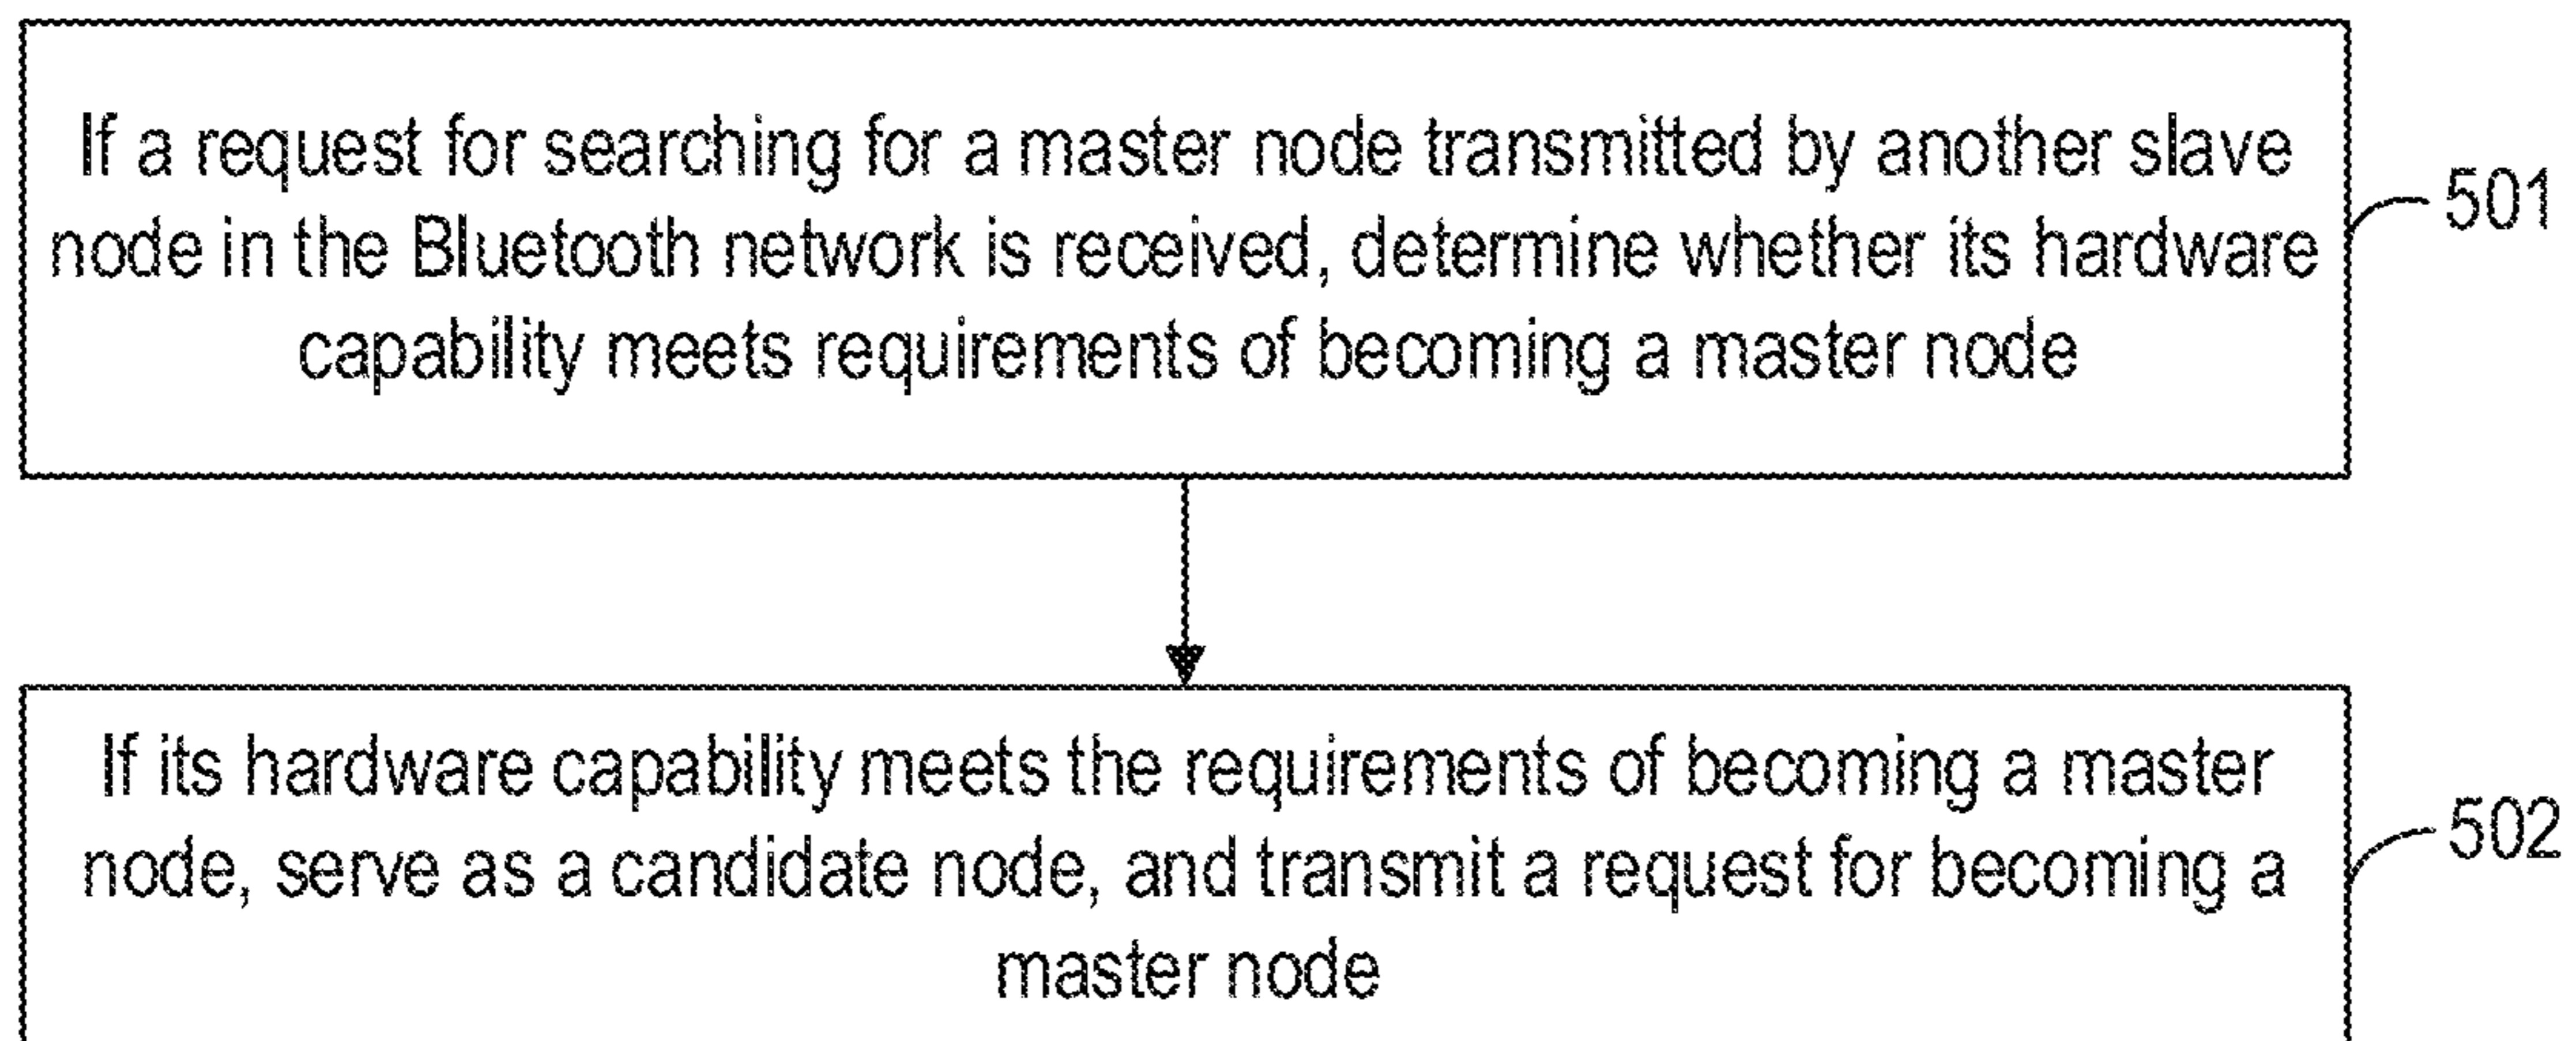 If a request for searching for a master node transmitted by another slave
node in the Bluetooth network is received, determine whether its hardware
capability meets requirements of becoming a master node
501
If its hardware capability meets the requirements of becoming a master
node, serve as a candidate node, and transmit a request for becoming a
master node
502